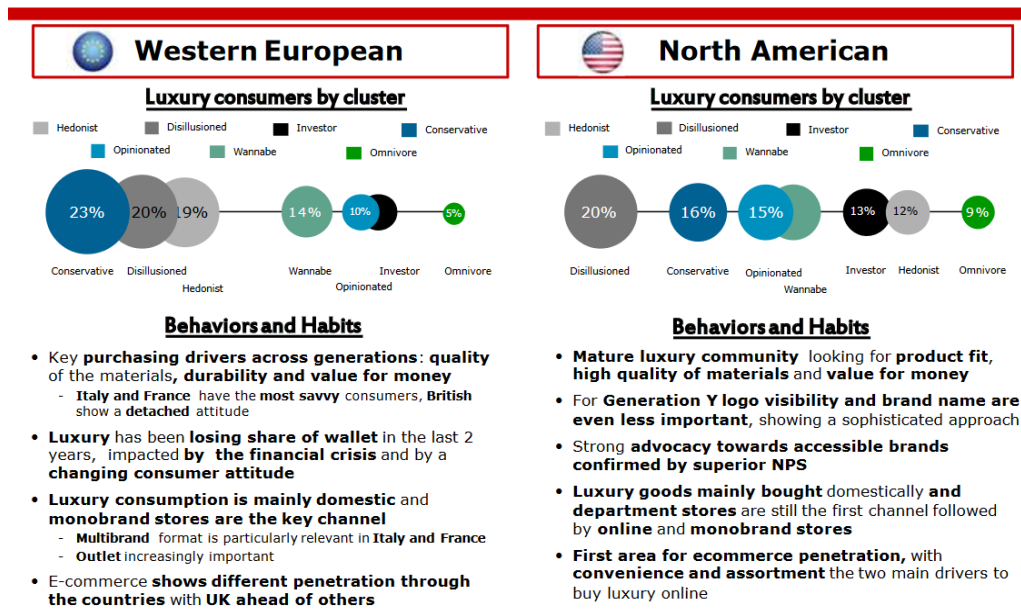 Western European
Luxury consumers by cluster
Hedonist
Disillusioned
Investor
Conservative
Opinionated
Wannabe
Omnivore
23%
20%
19%
14%
10%
5%
Conservative
Disillusioned
Hedonist
Wannabe
Opinionated
Investor
Omnivore
Behaviors and Habits
• Key purchasing drivers across generations: quality
of the materials, durability and value for money
- Italy and France have the most savvy consumers, British
show a detached attitude
• Luxury has been losing share of wallet in the last 2
years, impacted by the financial crisis and by a
changing consumer attitude
• Luxury consumption is mainly domestic and
monobrand stores are the key channel
- Multibrand format is particularly relevant in Italy and France
- Outlet increasingly important
• E-commerce shows different penetration through
the countries with UK ahead of others
North American
Luxury consumers by cluster
Hedonist
Disillusioned
Investor
Conservative
Opinionated
Wannabe
Omnivore
20%
16%
15%
13%
12%
9%
Disillusioned
Conservative
Opinionated
Wannabe
Investor
Hedonist
Omnivore
Behaviors and Habits
• Mature luxury community looking for product fit,
high quality of materials and value for money
• For Generation Y logo visibility and brand name are
even less important, showing a sophisticated approach
• Strong advocacy towards accessible brands
confirmed by superior NPS
• Luxury goods mainly bought domestically and
department stores are still the first channel followed
by online and monobrand stores
• First area for ecommerce penetration, with
convenience and assortment the two main drivers to
buy luxury online